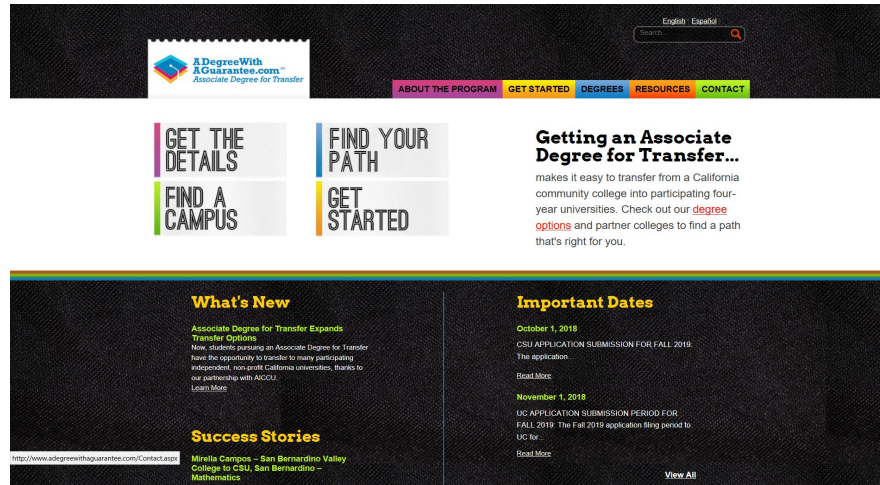 English Español
Search...
ADegreeWith
AGuarantee.com™
Associate Degree for Transfer
ABOUT THE PROGRAM GET STARTED DEGREES RESOURCES CONTACT
GET THE
DETAILS
FIND YOUR
PATH
FIND A
CAMPUS
GET
STARTED
Getting an Associate
Degree for Transfer...
makes it easy to transfer from a California
community college into participating four-
year universities. Check out our degree
options and partner colleges to find a path
that's right for you.
What's New
Associate Degree for Transfer Expands
Transfer Options
Now, students pursuing an Associate Degree for Transfer
have the opportunity to transfer to many participating
independent, non-profit California universities, thanks to
our partnership with AICCU.
Learn More
Success Stories
Mirella Campos – San Bernardino Valley
College to CSU, San Bernardino –
Mathematics
Important Dates
October 1, 2018
CSU APPLICATION SUBMISSION FOR FALL 2019:
The application...
Read More
November 1, 2018
UC APPLICATION SUBMISSION PERIOD FOR
FALL 2019: The Fall 2019 application filing period to
UC for...
Read More
View All
http://www.adegreewithaguarantee.com/Contact.aspx